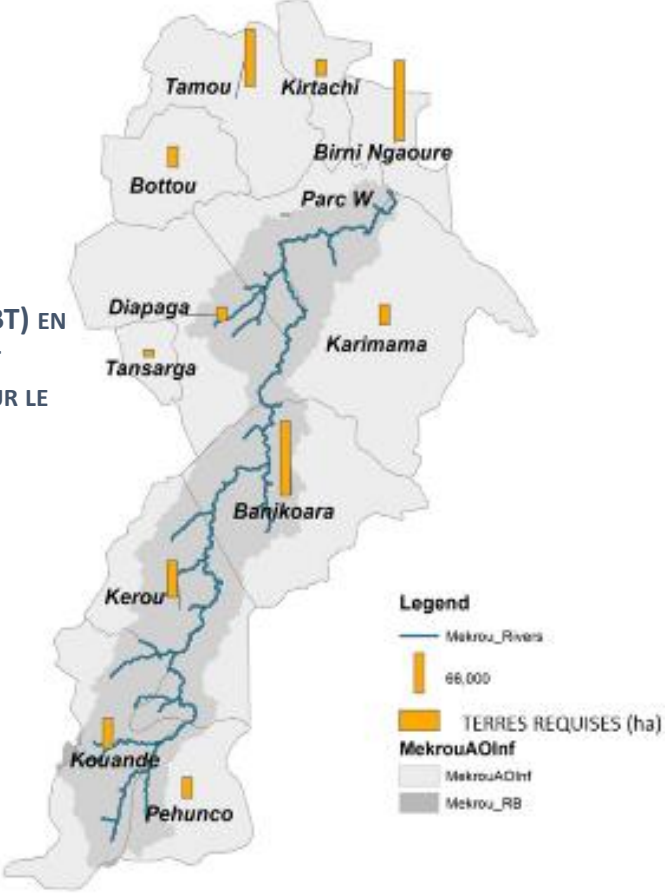 Tamou
Kirtachi
Birni Ngaoure
Bottou
Parc W
Diapaga
BT) EN
Karimama
Tansarga
UR LE
Banikoara
Kerou
Legend
Mekrou_Rivers
66,000
TERRES REQUISES (ha)
MekrouAOInf
MekrouAOInf
Mekrou_RB
Kouande
Pehunco